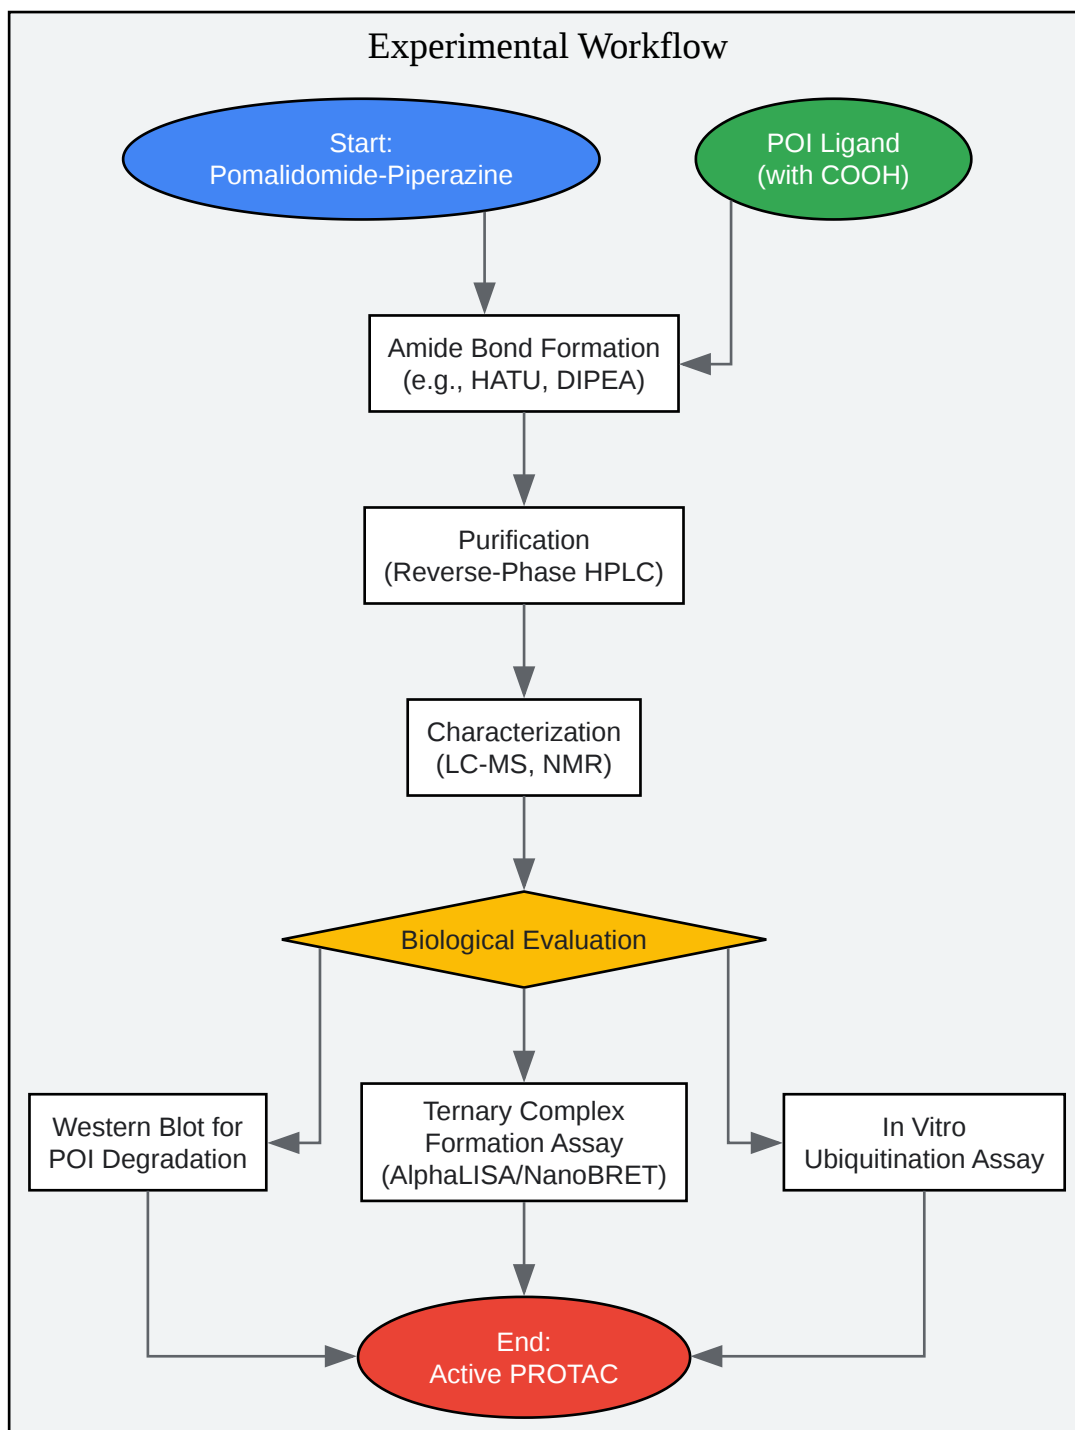 Experimental Workflow
Start:
Pomalidomide-Piperazine
POI Ligand
(with COOH)
Amide Bond Formation
(e.g., HATU, DIPEA)
Purification
(Reverse-Phase HPLC)
Characterization
(LC-MS, NMR)
Biological Evaluation
Western Blot for
POI Degradation
Ternary Complex
Formation Assay
(AlphaLISA/NanoBRET)
In Vitro
Ubiquitination Assay
End:
Active PROTAC